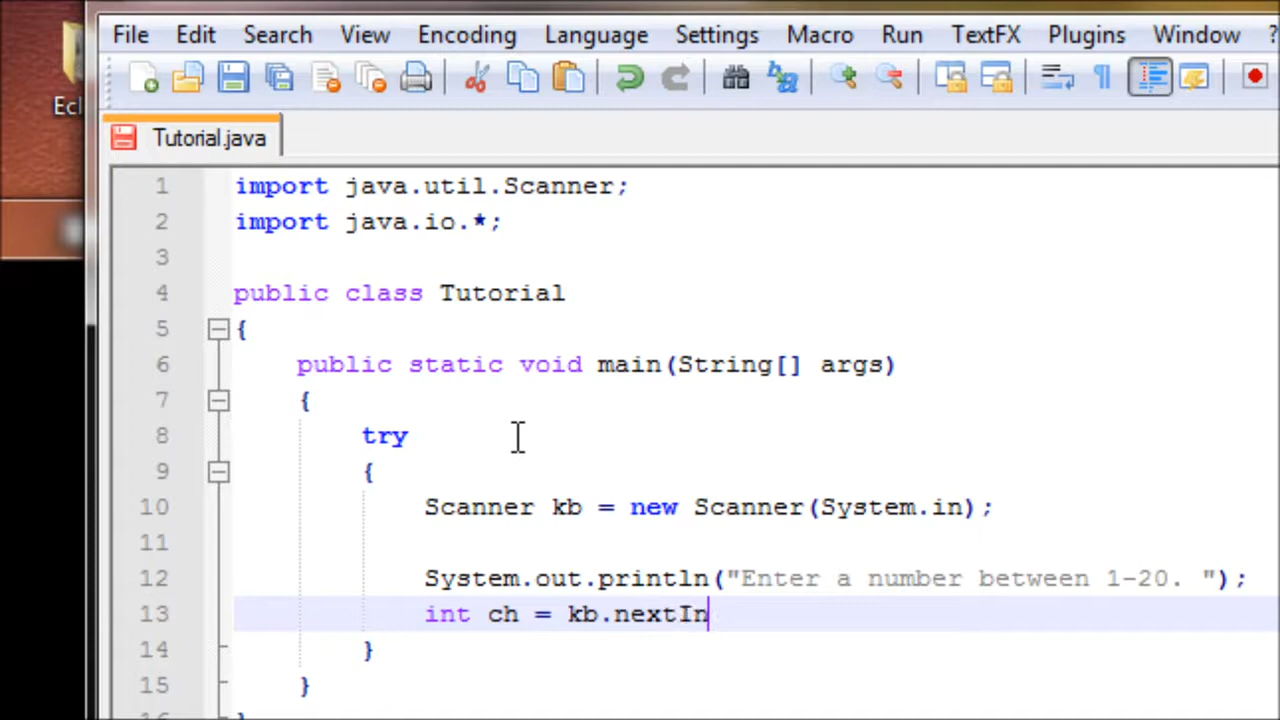 File Edit Search View Encoding Language Settings Macro Run TextFX Plugins Window ?
Ecl
Tutorial.java
1 import java.util.Scanner;
2 import java.io.*;
3
4 public class Tutorial
5 {
6 public static void main(String[] args)
7 {
8 try
9 {
10 Scanner kb = new Scanner(System.in);
11
12 System.out.println("Enter a number between 1-20. ");
13 int ch = kb.nextIn
14 }
15 }
16 }